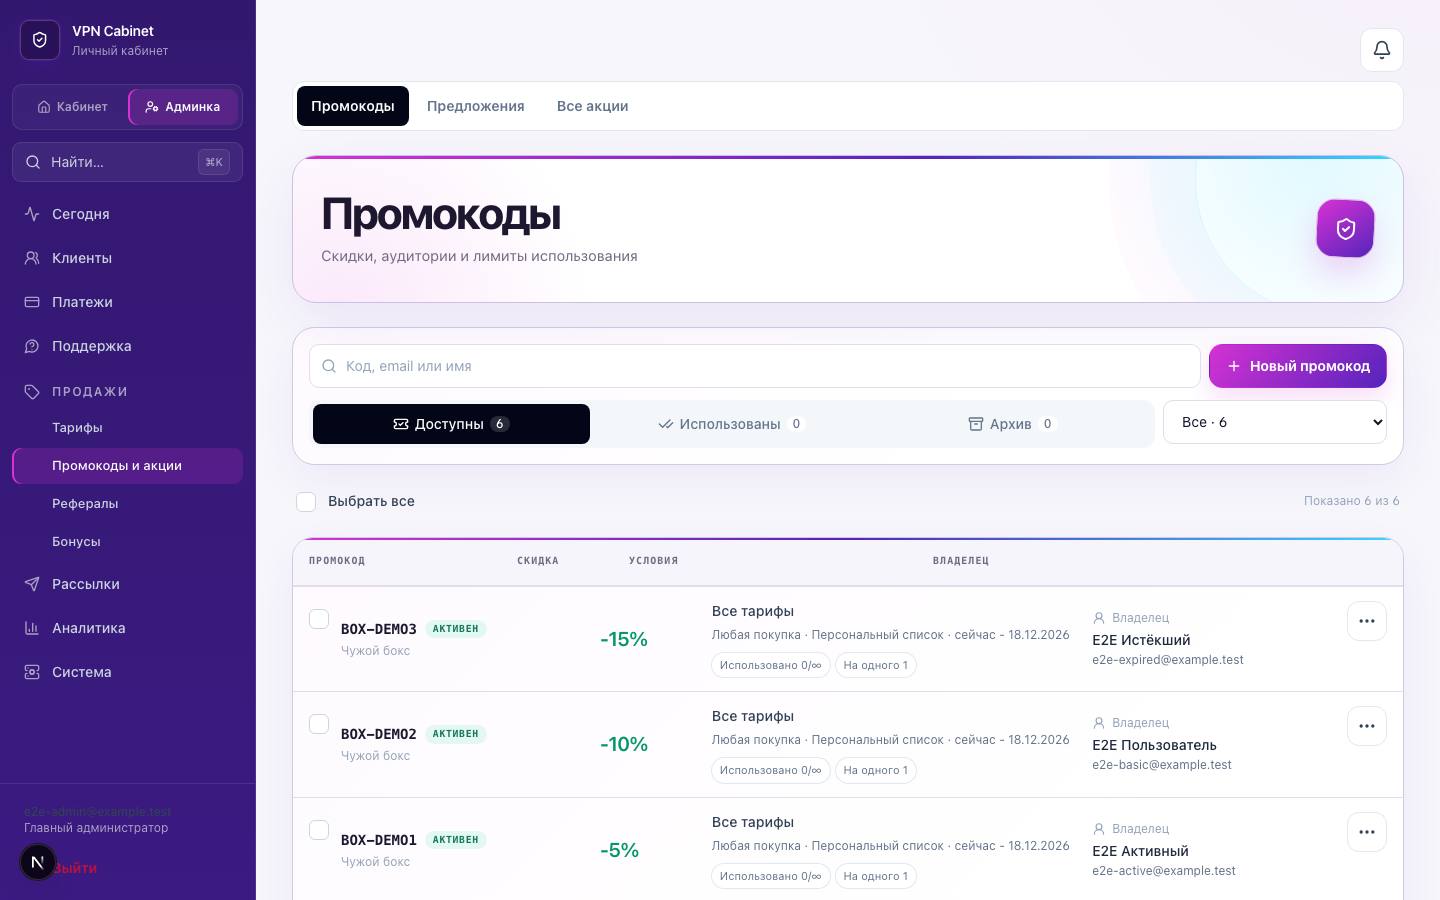 VPN Cabinet
Личный кабинет
Кабинет
Админка
Найти...
⌘K
Сегодня
Клиенты
Платежи
Поддержка
ПРОДАЖИ
Тарифы
Промокоды и акции
Рефералы
Бонусы
Рассылки
Аналитика
Система
e2e-admin@example.test
Главный администратор
N
Выйти
Промокоды
Предложения
Все акции
Промокоды
Скидки, аудитории и лимиты использования
Код, email или имя
Новый промокод
Доступны 6
Использованы 0
Архив 0
Все · 6
Выбрать все
Показано 6 из 6
ПРОМОКОД СКИДКА УСЛОВИЯ ВЛАДЕЛЕЦ
BOX-DEMO3 АКТИВЕН
Чужой бокс
-15%
Все тарифы
Любая покупка · Персональный список · сейчас - 18.12.2026
Использовано 0/∞ На одного 1
Владелец
E2E Истёкший
e2e-expired@example.test
BOX-DEMO2 АКТИВЕН
Чужой бокс
-10%
Все тарифы
Любая покупка · Персональный список · сейчас - 18.12.2026
Использовано 0/∞ На одного 1
Владелец
E2E Пользователь
e2e-basic@example.test
BOX-DEMO1 АКТИВЕН
Чужой бокс
-5%
Все тарифы
Любая покупка · Персональный список · сейчас - 18.12.2026
Использовано 0/∞ На одного 1
Владелец
E2E Активный
e2e-active@example.test